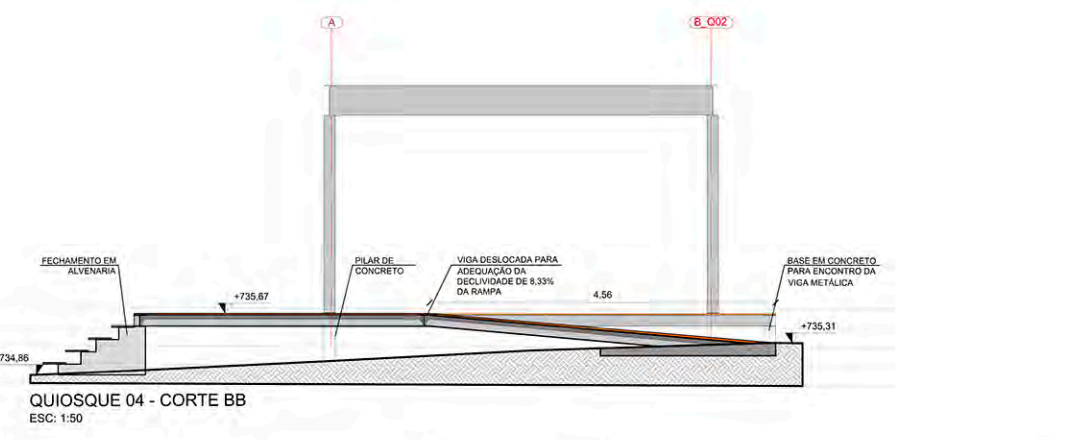 A
B_Q02
FECHAMENTO EM
ALVENARIA
PILAR DE
CONCRETO
VIGA DESLOCADA PARA
ADEQUAÇÃO DA
DECLIVIDADE DE 8,33%
DA RAMPA
BASE EM CONCRETO
PARA ENCONTRO DA
VIGA METÁLICA
+735,67
4.56
+735,31
734,86
QUIOSQUE 04 - CORTE BB
ESC: 1:50